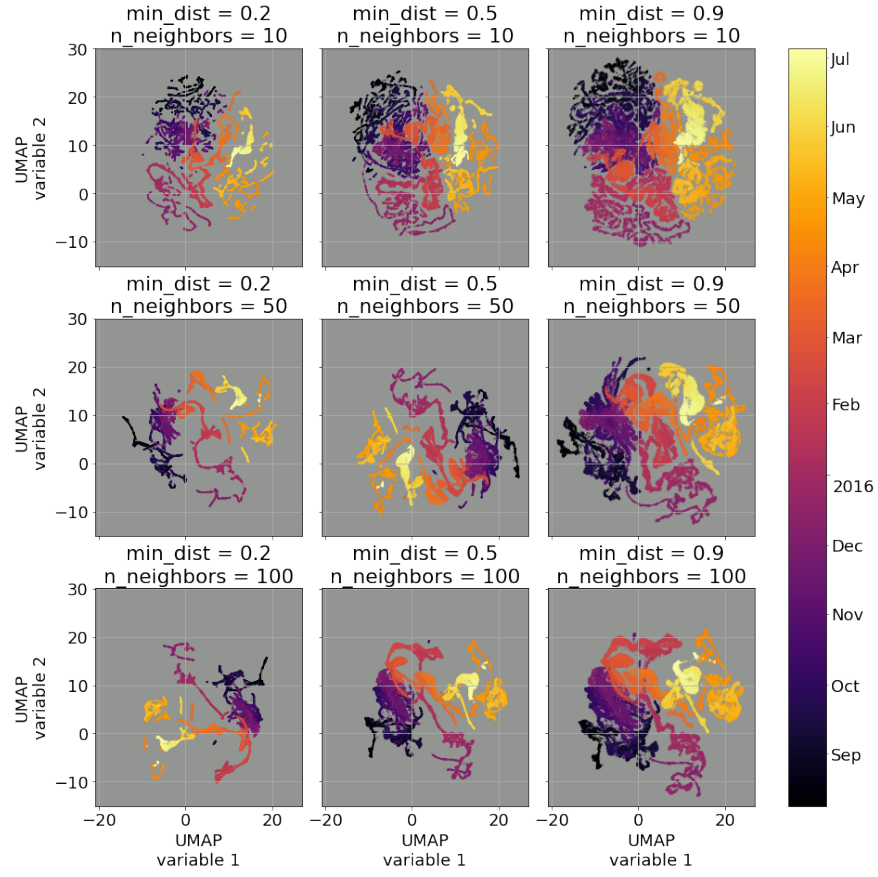 min_dist = 0.2
n_neighbors = 10
min_dist = 0.5
n_neighbors = 10
min_dist = 0.9
n_neighbors = 10
UMAP
variable 2
30
20
10
0
−10
min_dist = 0.2
n_neighbors = 50
min_dist = 0.5
n_neighbors = 50
min_dist = 0.9
n_neighbors = 50
UMAP
variable 2
30
20
10
0
−10
min_dist = 0.2
n_neighbors = 100
min_dist = 0.5
n_neighbors = 100
min_dist = 0.9
n_neighbors = 100
UMAP
variable 2
30
20
10
0
−10
−20 0 20
UMAP
variable 1
−20 0 20
UMAP
variable 1
−20 0 20
UMAP
variable 1
Jul
Jun
May
Apr
Mar
Feb
2016
Dec
Nov
Oct
Sep